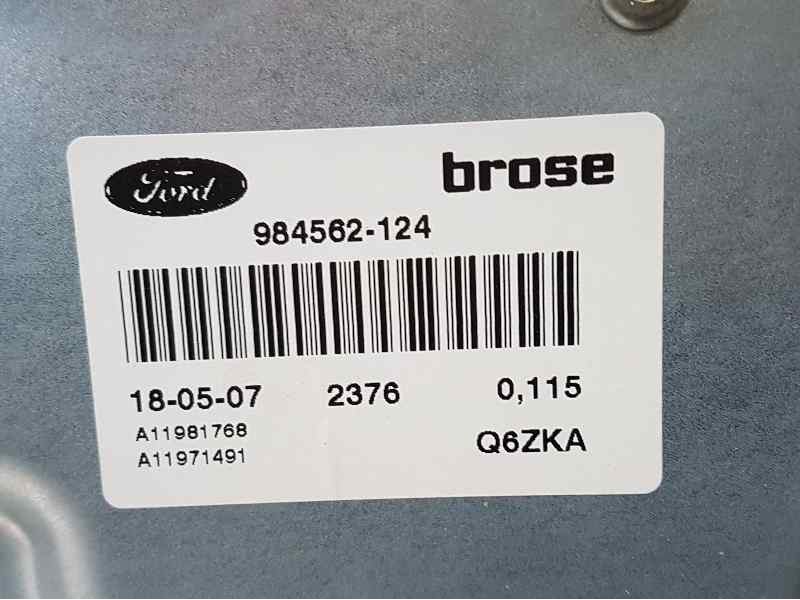 Ford brose
984562-124
18-05-07 2376 0,115
A11981768
A11971491 Q6ZKA